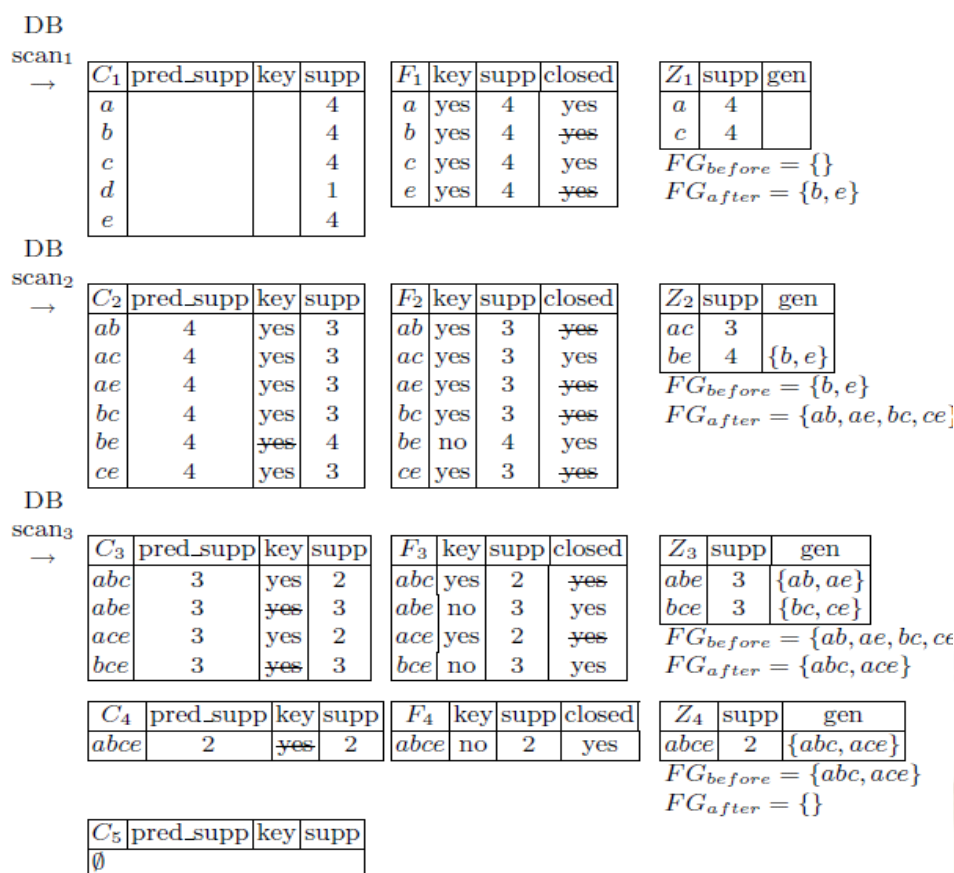 DB
scan₁
→
C₁ pred_supp key supp
a 4
b 4
c 4
d 1
e 4
F₁ key supp closed
a yes 4 yes
b yes 4 yes
c yes 4 yes
e yes 4 yes
Z₁ supp gen
a 4
c 4
FG_before = {}
FG_after = {b, e}
DB
scan₂
→
C₂ pred_supp key supp
ab 4 yes 3
ac 4 yes 3
ae 4 yes 3
bc 4 yes 3
be 4 yes 4
ce 4 yes 3
F₂ key supp closed
ab yes 3 yes
ac yes 3 yes
ae yes 3 yes
bc yes 3 yes
be no 4 yes
ce yes 3 yes
Z₂ supp gen
ac 3
be 4 {b, e}
FG_before = {b, e}
FG_after = {ab, ae, bc, ce}
DB
scan₃
→
C₃ pred_supp key supp
abc 3 yes 2
abe 3 yes 3
ace 3 yes 2
bce 3 yes 3
F₃ key supp closed
abc yes 2 yes
abe no 3 yes
ace yes 2 yes
bce no 3 yes
Z₃ supp gen
abe 3 {ab, ae}
bce 3 {bc, ce}
FG_before = {ab, ae, bc, ce
FG_after = {abc, ace}
C₄ pred_supp key supp
abce 2 yes 2
F₄ key supp closed
abce no 2 yes
Z₄ supp gen
abce 2 {abc, ace}
FG_before = {abc, ace}
FG_after = {}
C₅ pred_supp key supp
∅